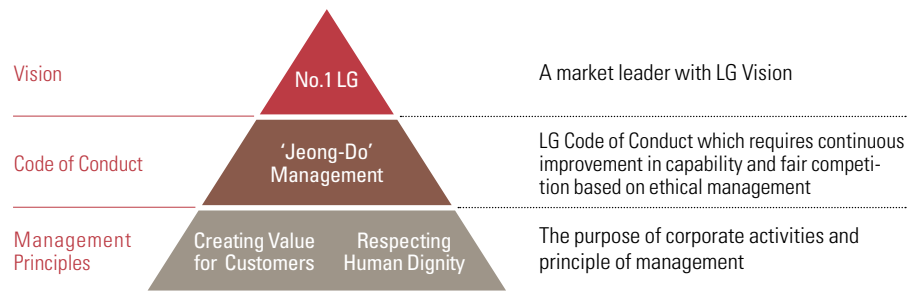 Vision
No.1 LG
A market leader with LG Vision
Code of Conduct
‘Jeong-Do’
Management
LG Code of Conduct which requires continuous
improvement in capability and fair competi-
tion based on ethical management
Management
Principles
Creating Value
for Customers
Respecting
Human Dignity
The purpose of corporate activities and
principle of management